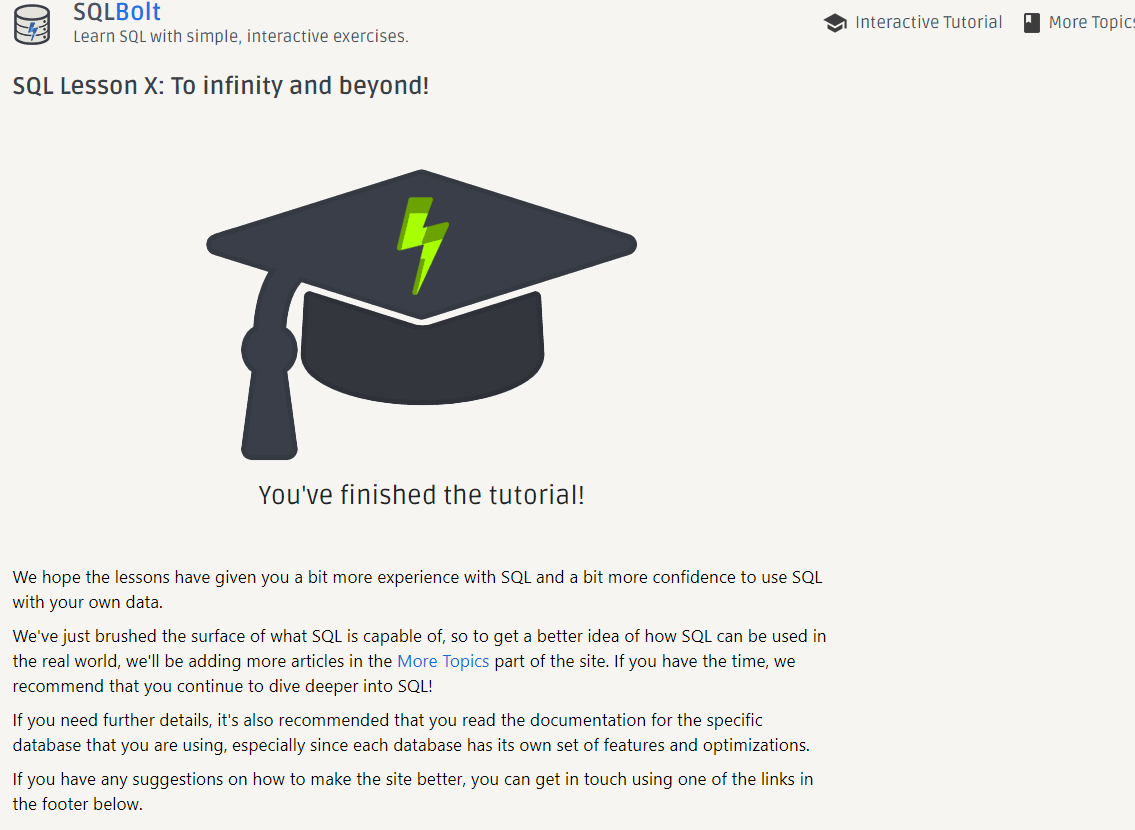 SQLBolt
Learn SQL with simple, interactive exercises.
Interactive Tutorial
More Topics
SQL Lesson X: To infinity and beyond!
You've finished the tutorial!
We hope the lessons have given you a bit more experience with SQL and a bit more confidence to use SQL
with your own data.
We've just brushed the surface of what SQL is capable of, so to get a better idea of how SQL can be used in
the real world, we'll be adding more articles in the More Topics part of the site. If you have the time, we
recommend that you continue to dive deeper into SQL!
If you need further details, it's also recommended that you read the documentation for the specific
database that you are using, especially since each database has its own set of features and optimizations.
If you have any suggestions on how to make the site better, you can get in touch using one of the links in
the footer below.